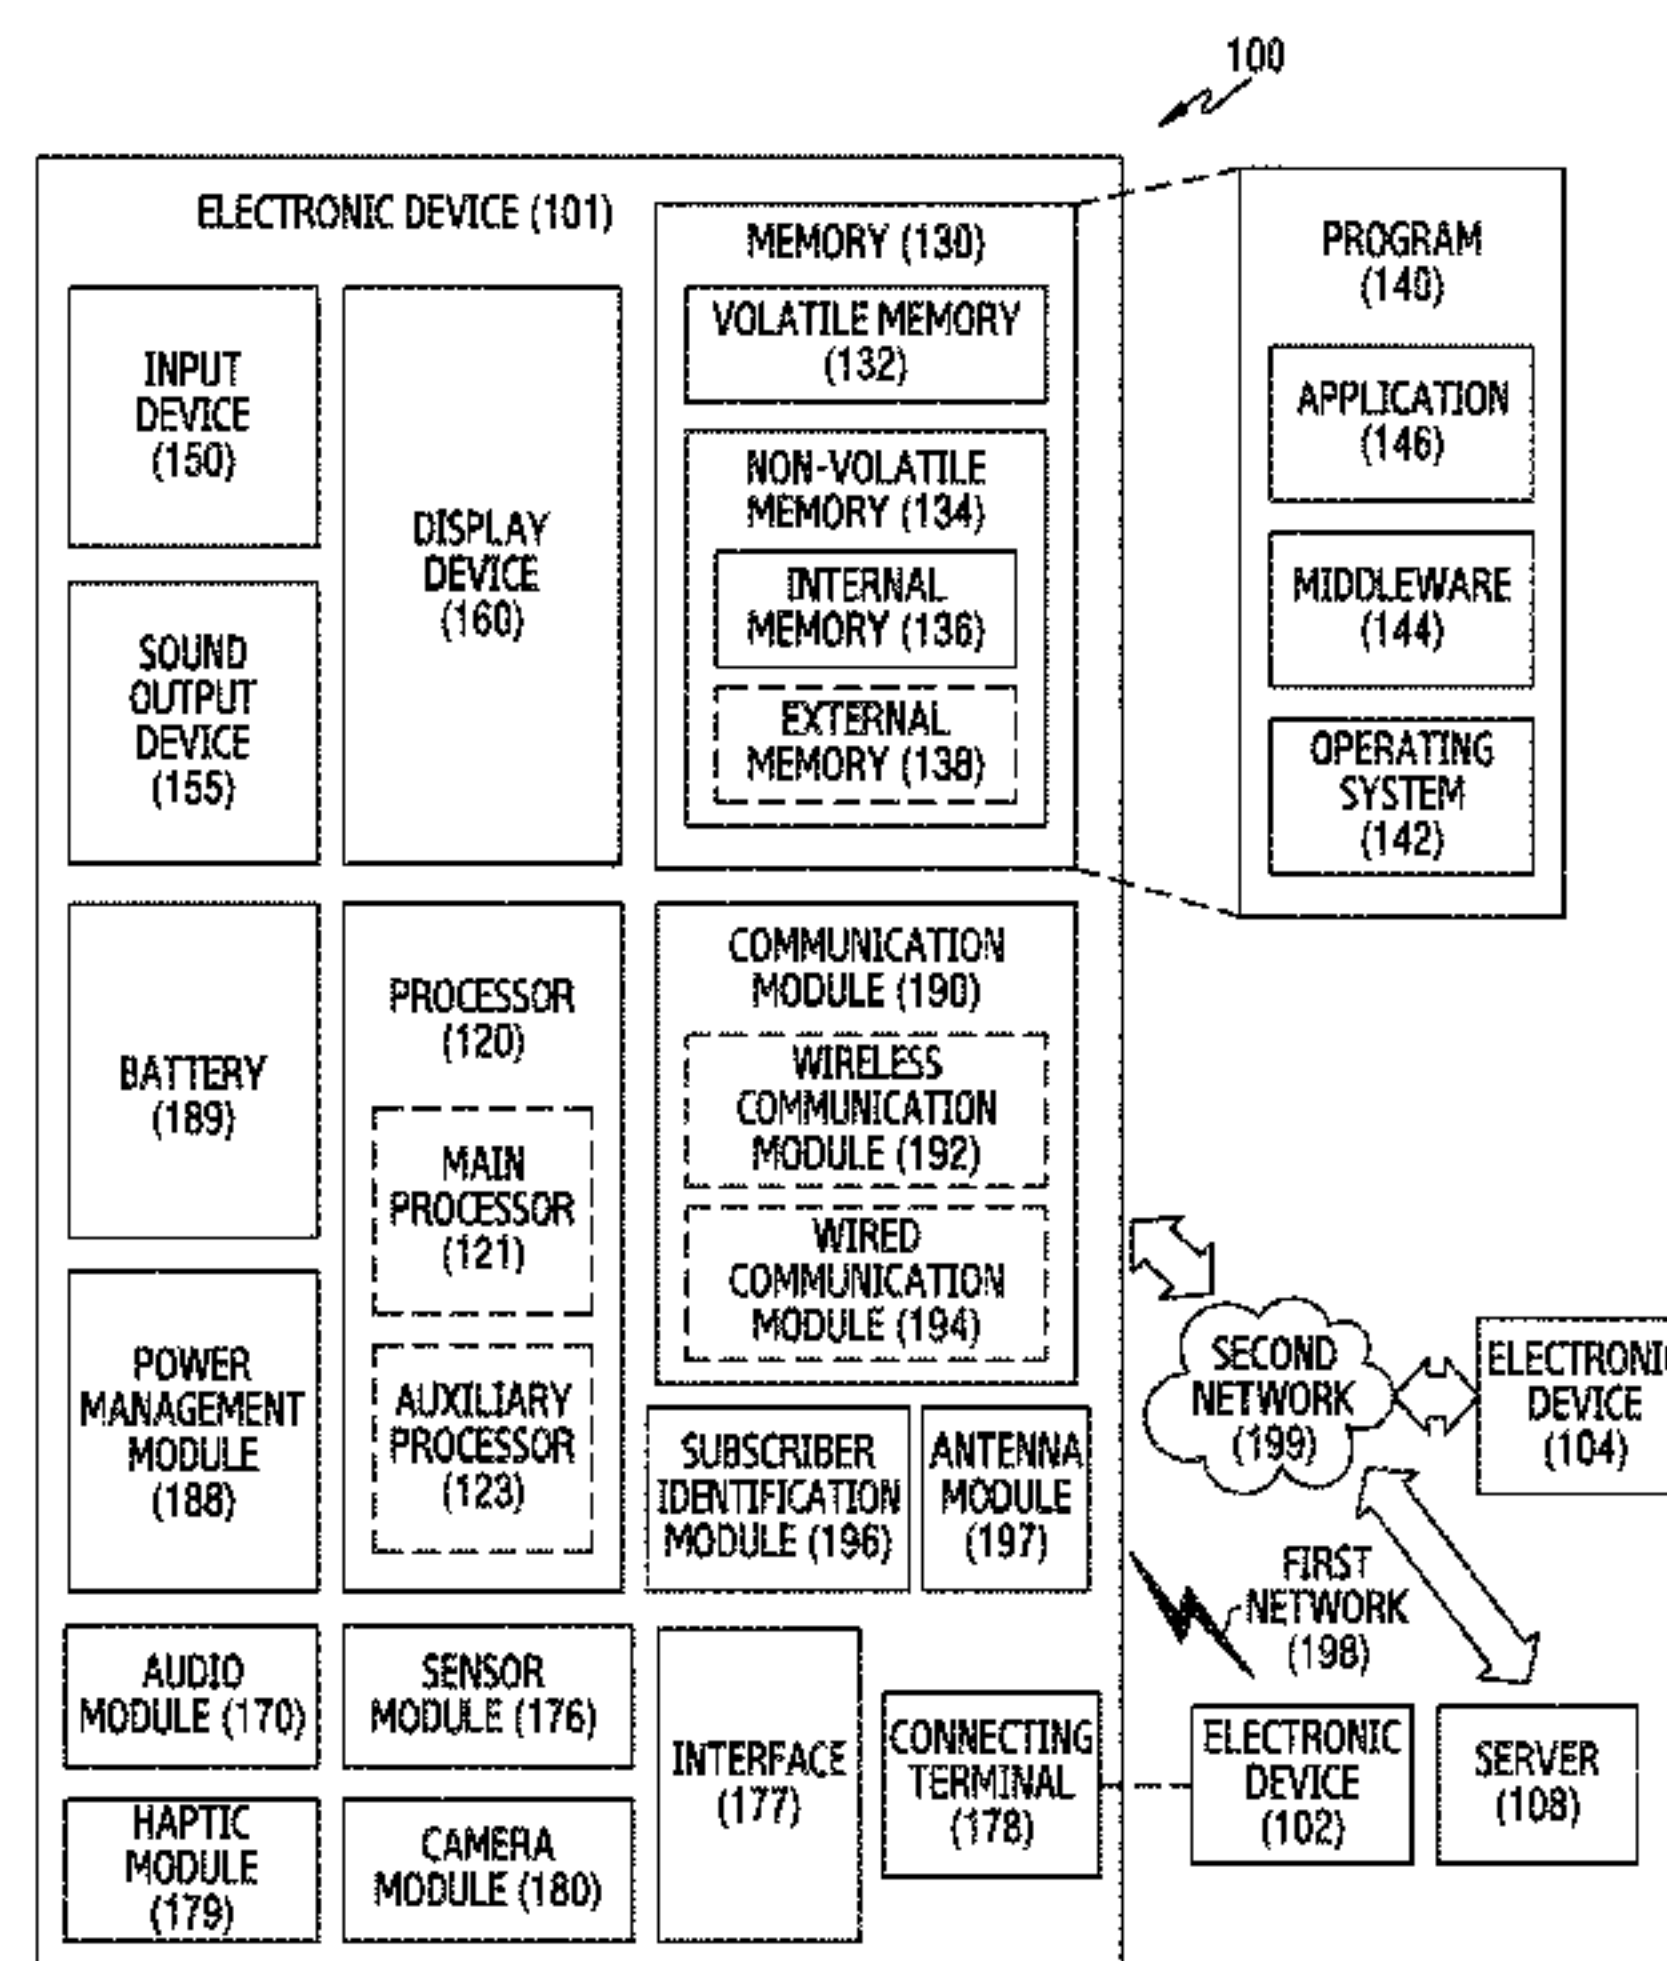 100
ELECTRONIC DEVICE (101)
INPUT
DEVICE
(150)
SOUND
OUTPUT
DEVICE
(155)
DISPLAY
DEVICE
(160)
MEMORY (130)
VOLATILE MEMORY
(132)
NON-VOLATILE
MEMORY (134)
INTERNAL
MEMORY (136)
EXTERNAL
MEMORY (138)
PROGRAM
(140)
APPLICATION
(146)
MIDDLEWARE
(144)
OPERATING
SYSTEM
(142)
BATTERY
(189)
POWER
MANAGEMENT
MODULE
(188)
PROCESSOR
(120)
MAIN
PROCESSOR
(121)
AUXILIARY
PROCESSOR
(123)
COMMUNICATION
MODULE (190)
WIRELESS
COMMUNICATION
MODULE (192)
WIRED
COMMUNICATION
MODULE (194)
SUBSCRIBER
IDENTIFICATION
MODULE (196)
ANTENNA
MODULE
(197)
SECOND
NETWORK
(199)
ELECTRONIC
DEVICE
(104)
FIRST
NETWORK
(198)
AUDIO
MODULE (170)
SENSOR
MODULE (176)
HAPTIC
MODULE
(179)
CAMERA
MODULE (180)
INTERFACE
(177)
CONNECTING
TERMINAL
(178)
ELECTRONIC
DEVICE
(102)
SERVER
(108)